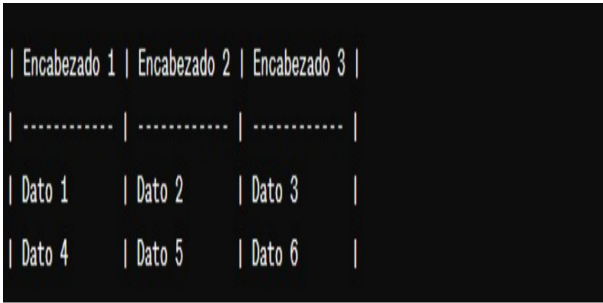 | Encabezado 1 | Encabezado 2 | Encabezado 3 |
| ------------ | ------------ | ------------ |
| Dato 1 | Dato 2 | Dato 3 |
| Dato 4 | Dato 5 | Dato 6 |